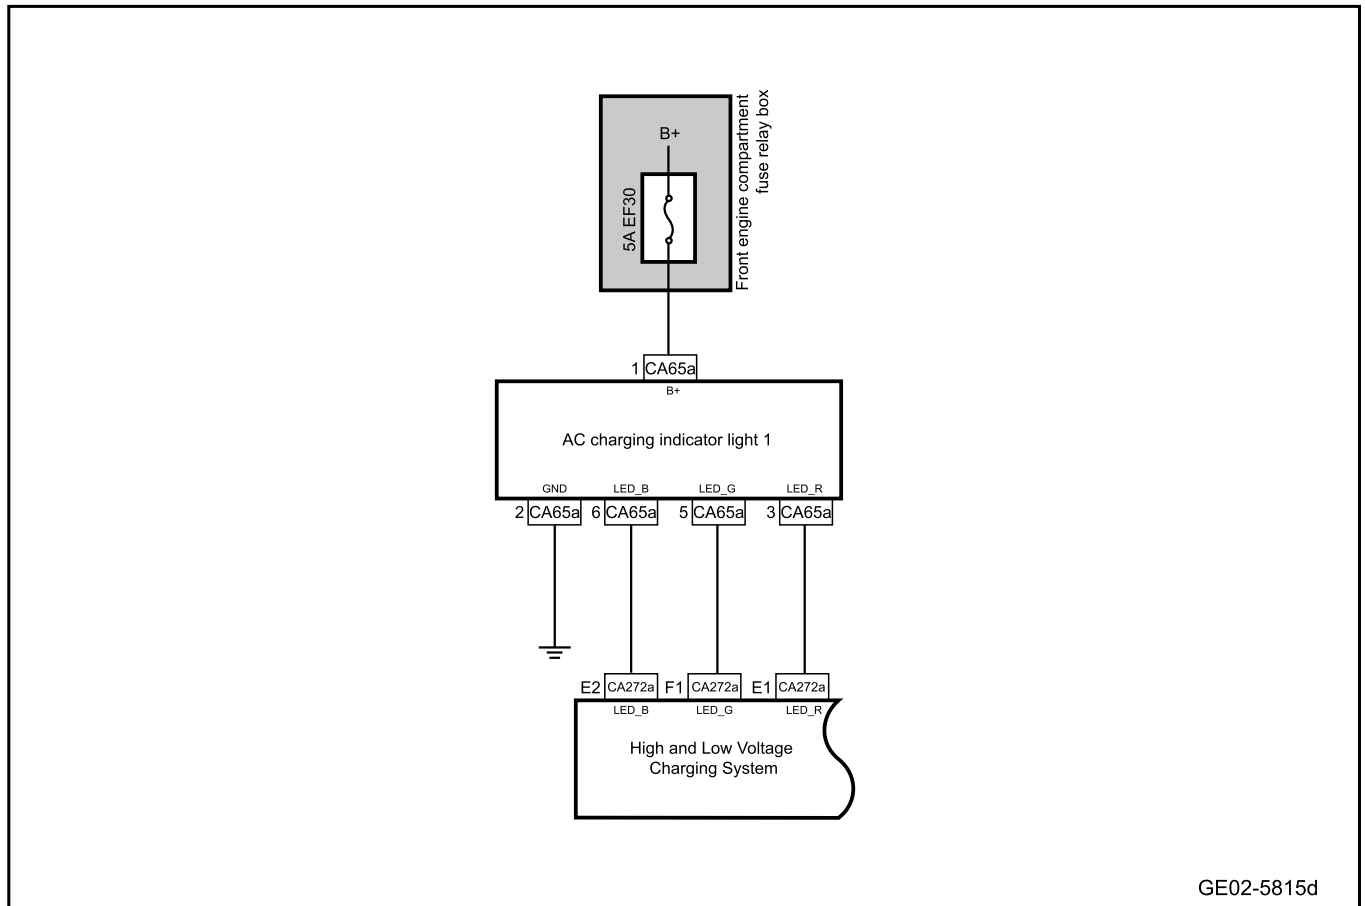 B+
5A EF30
Front engine compartment
fuse relay box
1 CA65a
B+
AC charging indicator light 1
GND LED_B LED_G LED_R
2 CA65a 6 CA65a 5 CA65a 3 CA65a
E2 CA272a F1 CA272a E1 CA272a
LED_B LED_G LED_R
High and Low Voltage
Charging System
GE02-5815d